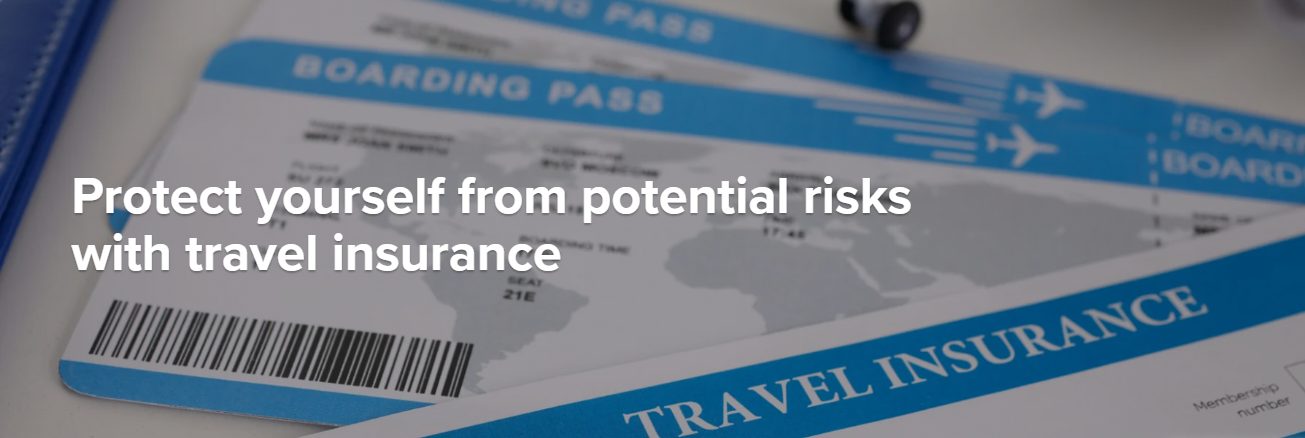 BOARDING PASS
BOARDING PASS
BOARD
Protect yourself from potential risks
with travel insurance
BOARDING TIME
17:45
SEAT
21E
TRAVEL INSURANCE
Membership
number